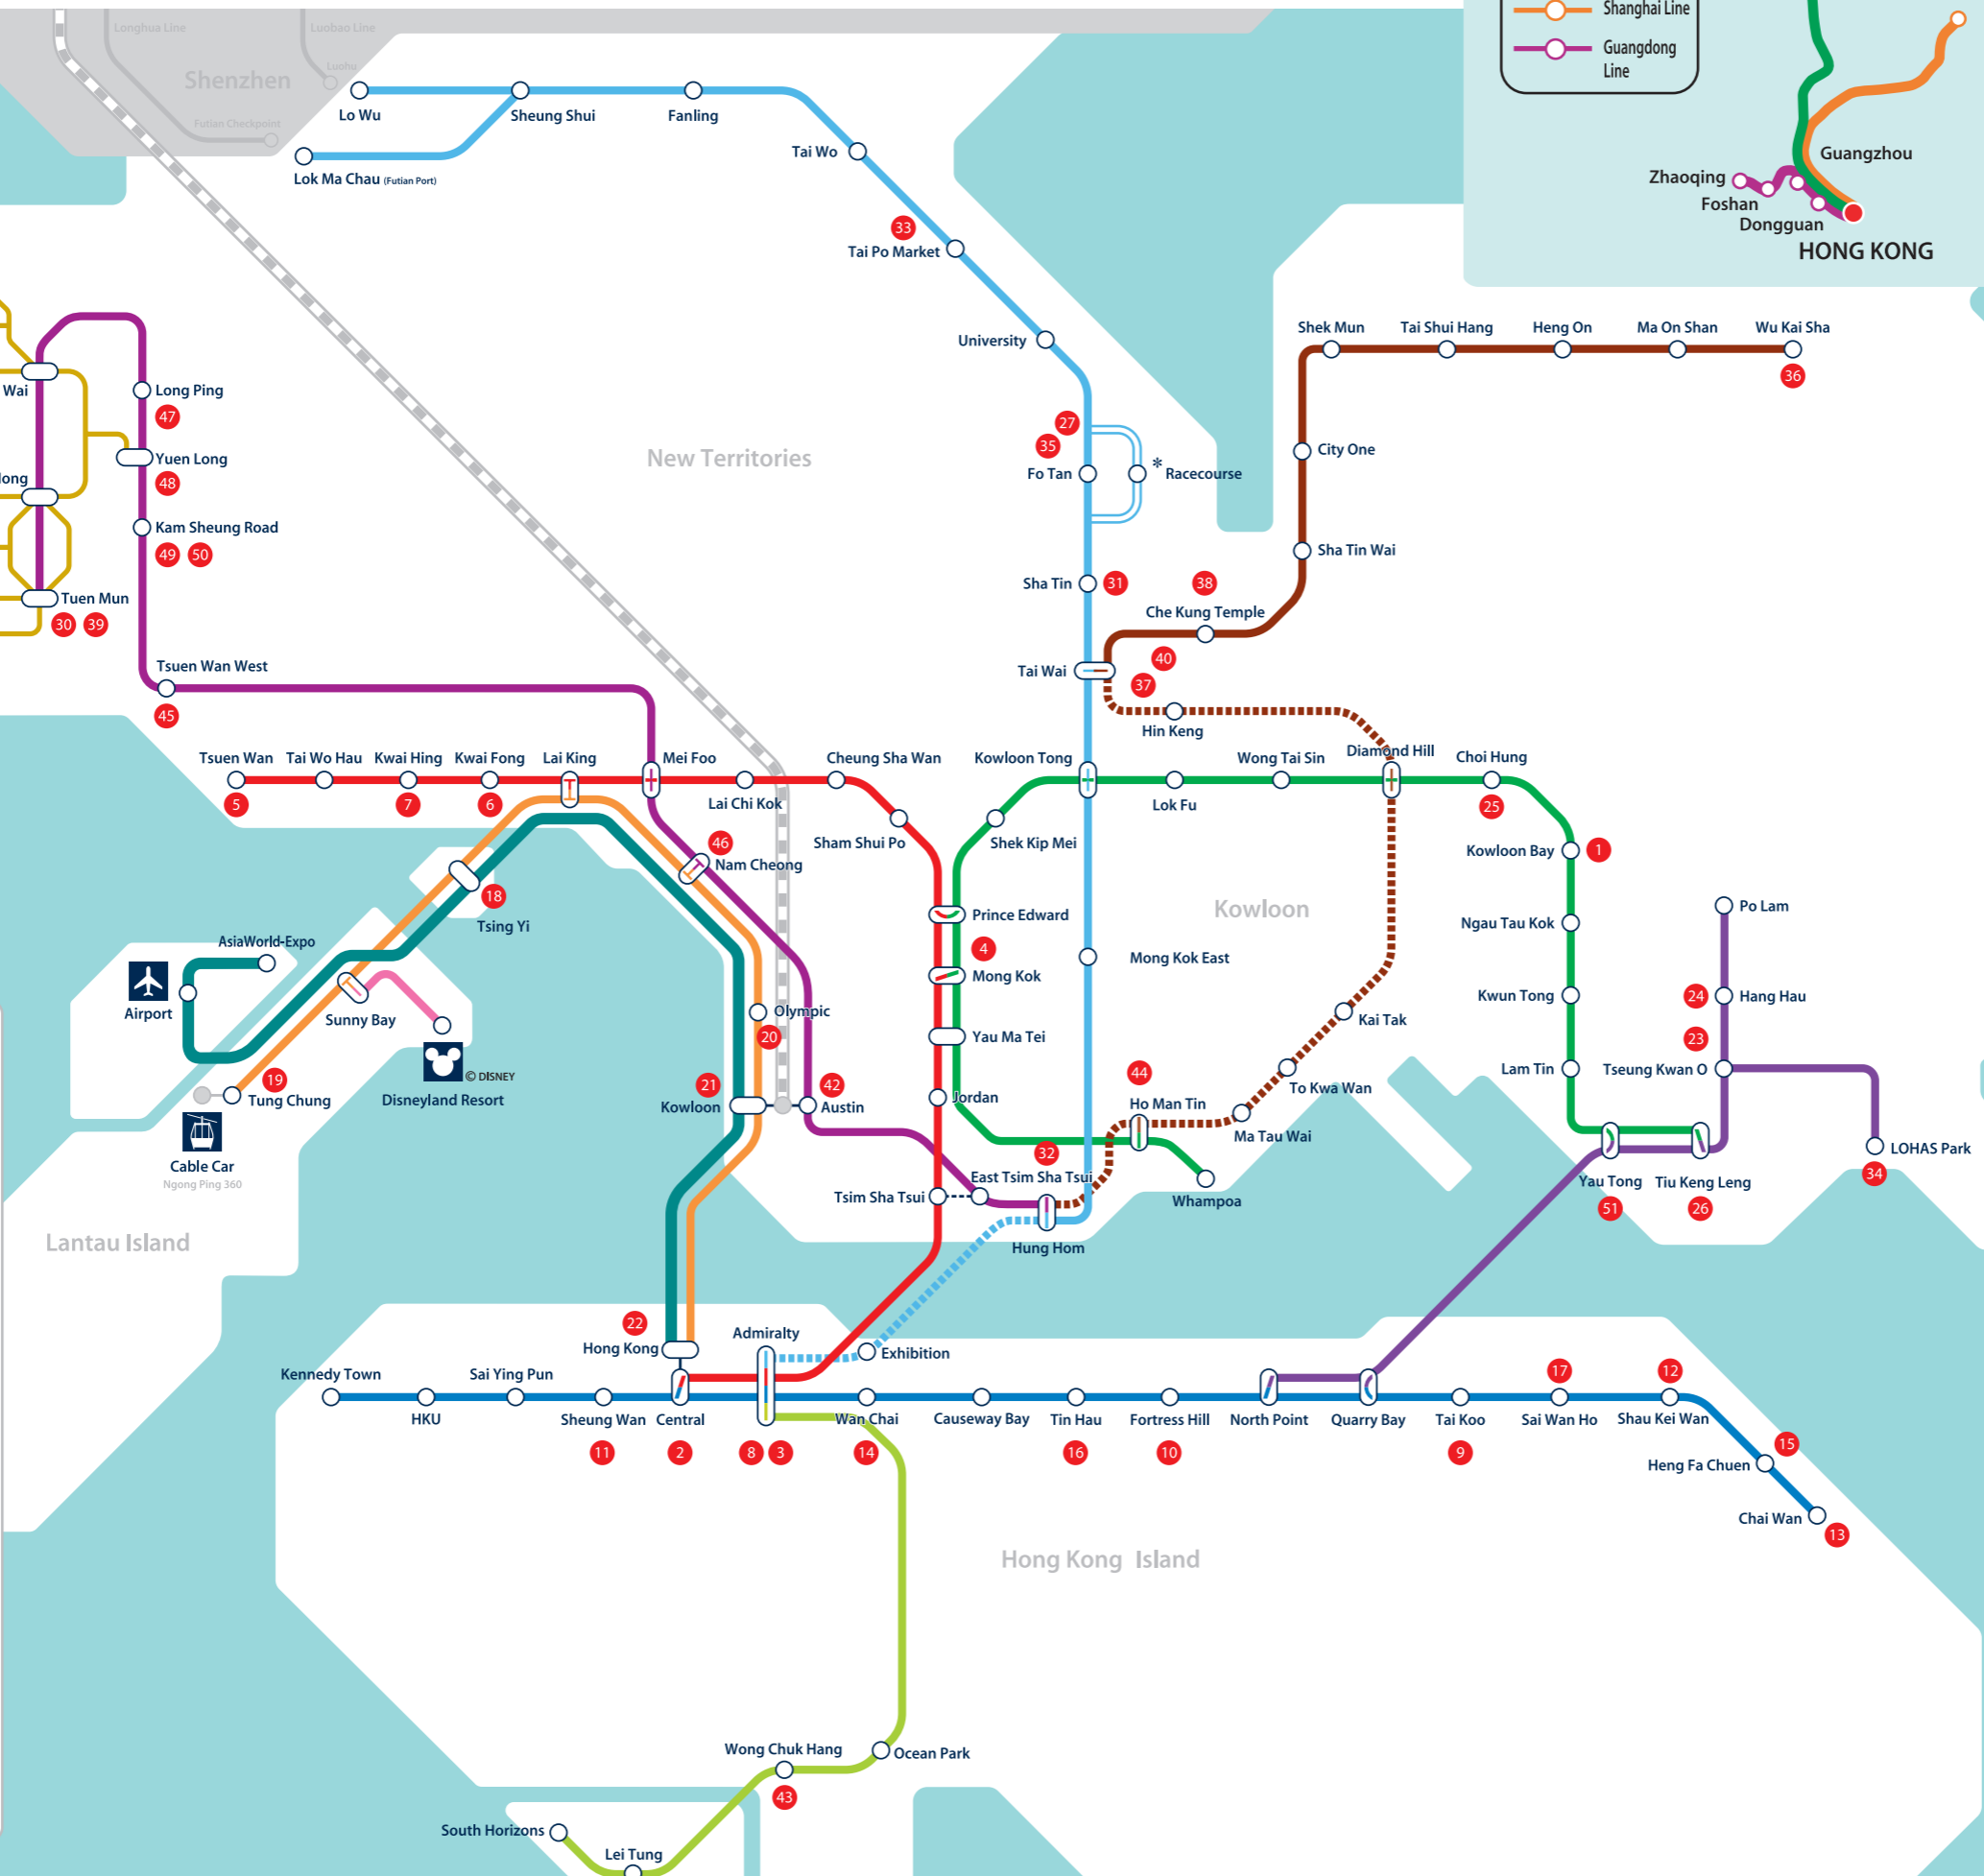 Longhua Line
Luobao Line
Luohu
Shenzhen
Futian Checkpoint
Shanghai Line
Guangdong
Line
Guangzhou
Zhaoqing
Foshan
Dongguan
HONG KONG
Lo Wu
Sheung Shui
Fanling
Lok Ma Chau (Futian Port)
Tai Wo
33
Tai Po Market
University
Shek Mun
Tai Shui Hang
Heng On
Ma On Shan
Wu Kai Sha
36
Wai
Long Ping
47
Yuen Long
48
long
Kam Sheung Road
49 50
Tuen Mun
30 39
New Territories
27
35
Fo Tan
* Racecourse
City One
Sha Tin Wai
Sha Tin
31
38
Che Kung Temple
Tai Wai
40
37
Hin Keng
Tsuen Wan West
45
Tsuen Wan
Tai Wo Hau
Kwai Hing
Kwai Fong
Lai King
Mei Foo
Cheung Sha Wan
Kowloon Tong
Wong Tai Sin
Diamond Hill
Choi Hung
5
7
6
Lai Chi Kok
Lok Fu
25
Sham Shui Po
Shek Kip Mei
Kowloon Bay
1
46
Nam Cheong
18
Tsing Yi
Prince Edward
Kowloon
Ngau Tau Kok
Po Lam
AsiaWorld-Expo
4
Mong Kok
Mong Kok East
Kwun Tong
24
Hang Hau
Airport
Sunny Bay
Olympic
20
Yau Ma Tei
Kai Tak
23
Tseung Kwan O
Lam Tin
To Kwa Wan
© DISNEY
Disneyland Resort
19
Tung Chung
21
Kowloon
42
Austin
Jordan
44
Ho Man Tin
Ma Tau Wai
Cable Car
Ngong Ping 360
32
East Tsim Sha Tsui
Tsim Sha Tsui
Whampoa
Hung Hom
Yau Tong
51
Tiu Keng Leng
26
LOHAS Park
34
Lantau Island
22
Hong Kong
Admiralty
Exhibition
Kennedy Town
HKU
Sai Ying Pun
Sheung Wan
11
Central
2
8 3
Wan Chai
14
Causeway Bay
Tin Hau
16
Fortress Hill
10
North Point
Quarry Bay
Tai Koo
9
17
Sai Wan Ho
12
Shau Kei Wan
15
Heng Fa Chuen
Chai Wan
13
Hong Kong Island
Wong Chuk Hang
43
Ocean Park
South Horizons
Lei Tung